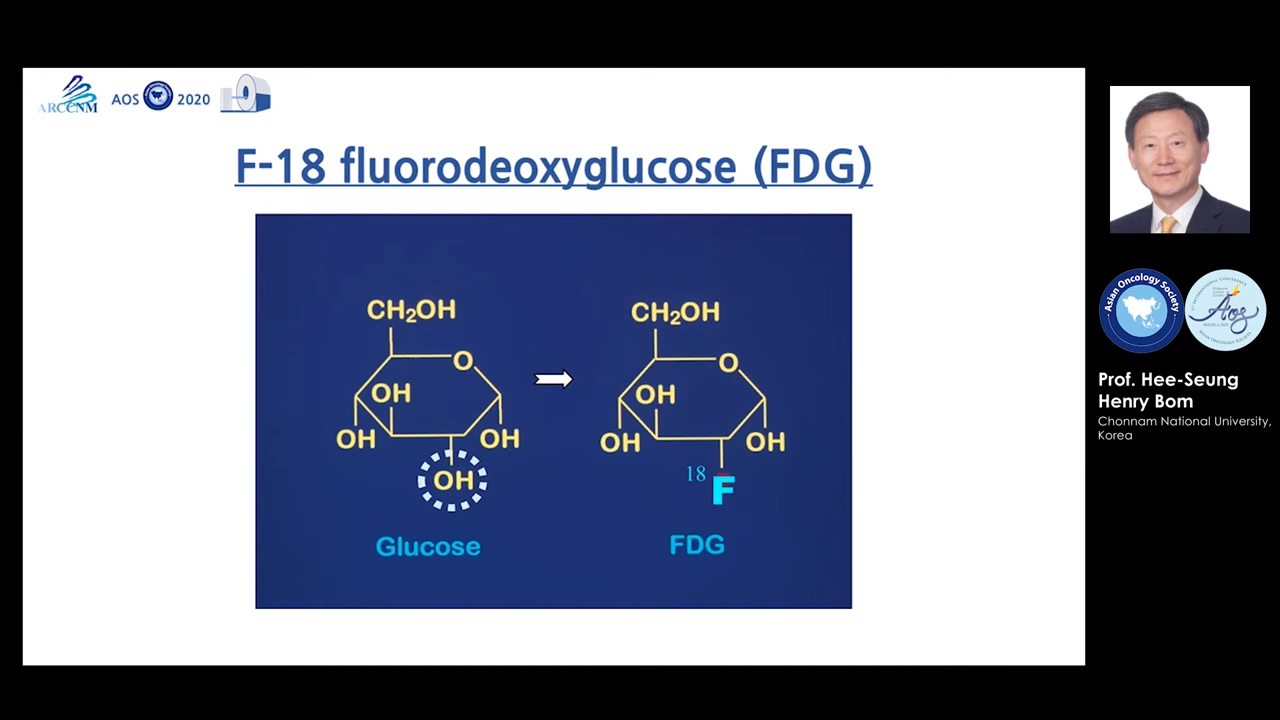 ARCCNM
AOS 2020
F-18 fluorodeoxyglucose (FDG)
CH₂OH
O
OH
OH
OH
OH
Glucose
CH₂OH
O
OH
OH
OH
18
F
FDG
Asian Oncology Society
Aos
Prof. Hee-Seung
Henry Bom
Chonnam National University,
Korea